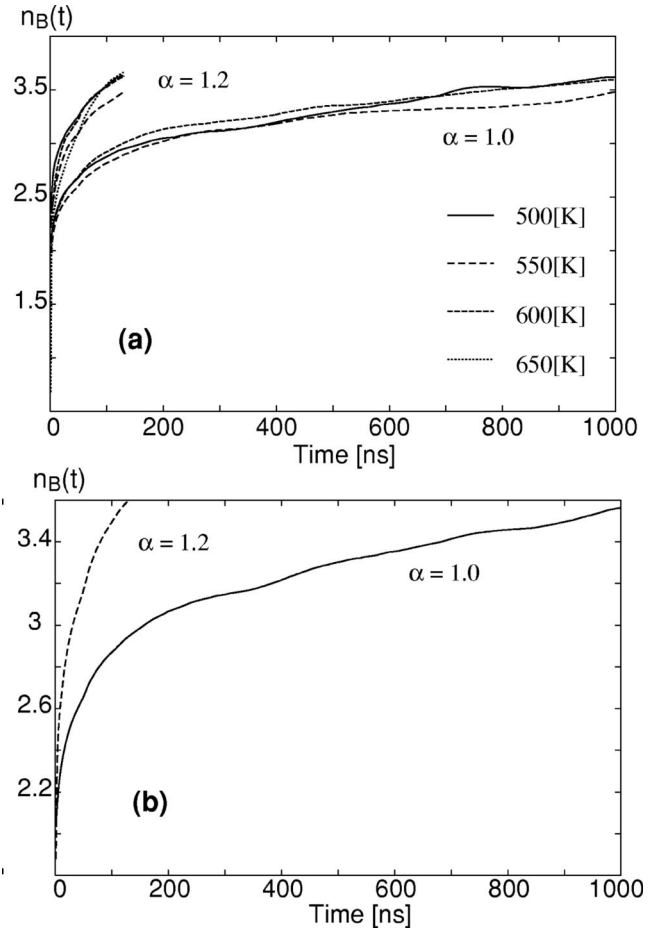 n_B(t)
3.5
α = 1.2
α = 1.0
2.5
500[K]
550[K]
1.5
600[K]
(a)
650[K]
0 200 400 600 800 1000
Time [ns]
n_B(t)
3.4
α = 1.2
α = 1.0
3
2.6
2.2
(b)
0 200 400 600 800 1000
Time [ns]